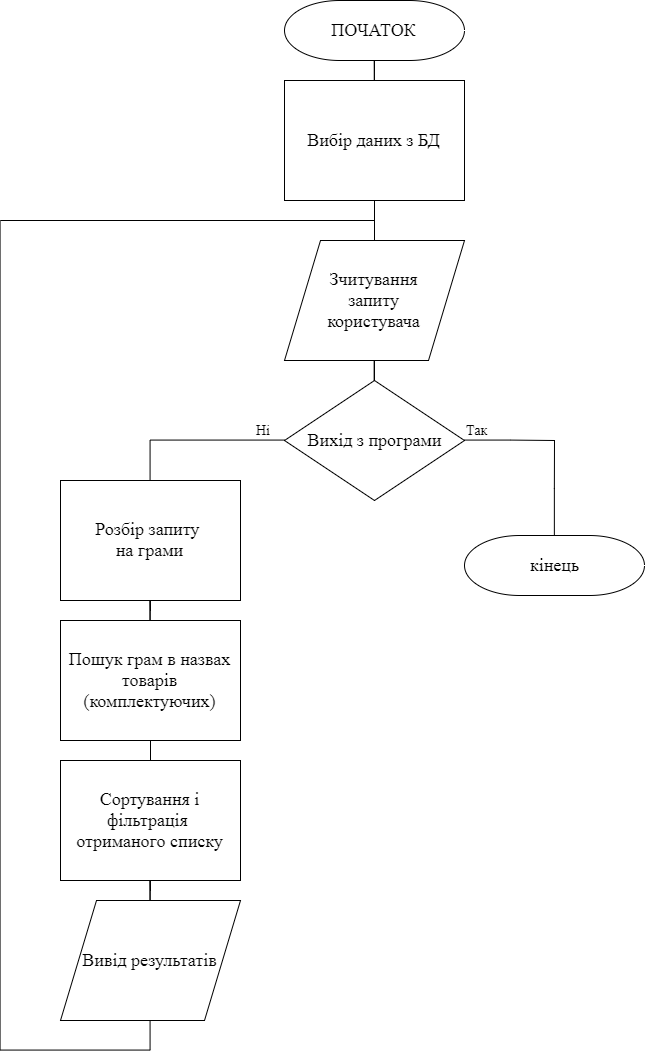 ПОЧАТОК
Вибір даних з БД
Зчитування
запиту
користувача
Вихід з програми
Ні
Так
Розбір запиту
на грами
кінець
Пошук грам в назвах
товарів
(комплектуючих)
Сортування і
фільтрація
отриманого списку
Вивід результатів